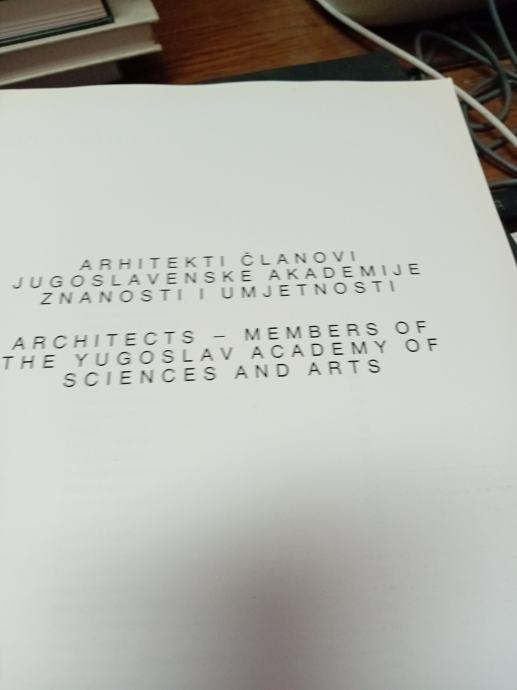 ARHITEKTI ČLANOVI
JUGOSLAVENSKE AKADEMIJE
ZNANOSTI I UMJETNOSTI
ARCHITECTS – MEMBERS OF
THE YUGOSLAV ACADEMY OF
SCIENCES AND ARTS